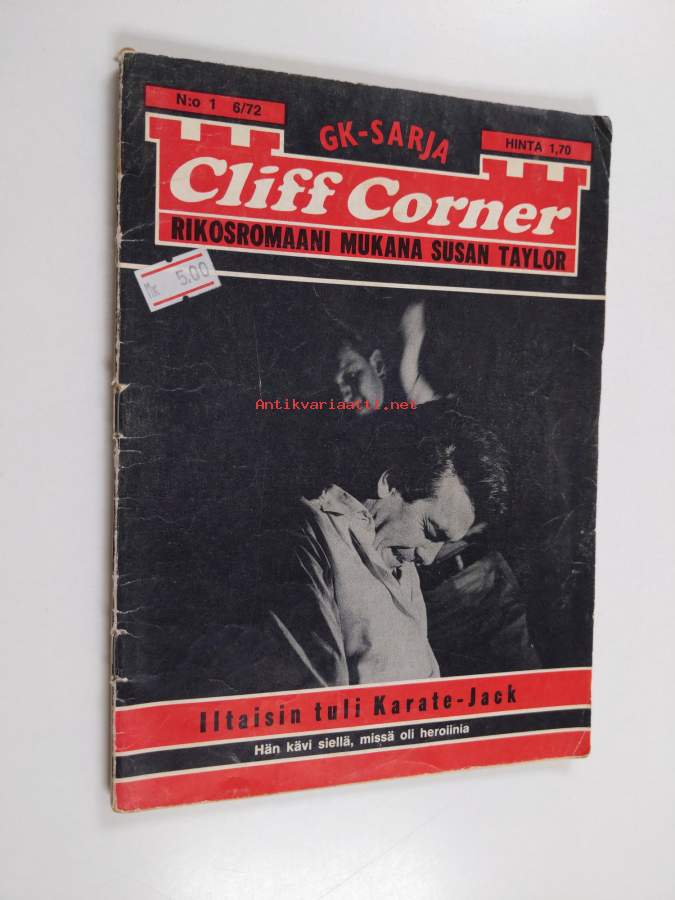 N:o 1 6/72
GK-SARJA
HINTA 1,70
Cliff Corner
RIKOSROMAANI MUKANA SUSAN TAYLOR
MK 5.00
Antikvariaatti.net
Iltaisin tuli Karate-Jack
Hän kävi siellä, missä oli heroiinia